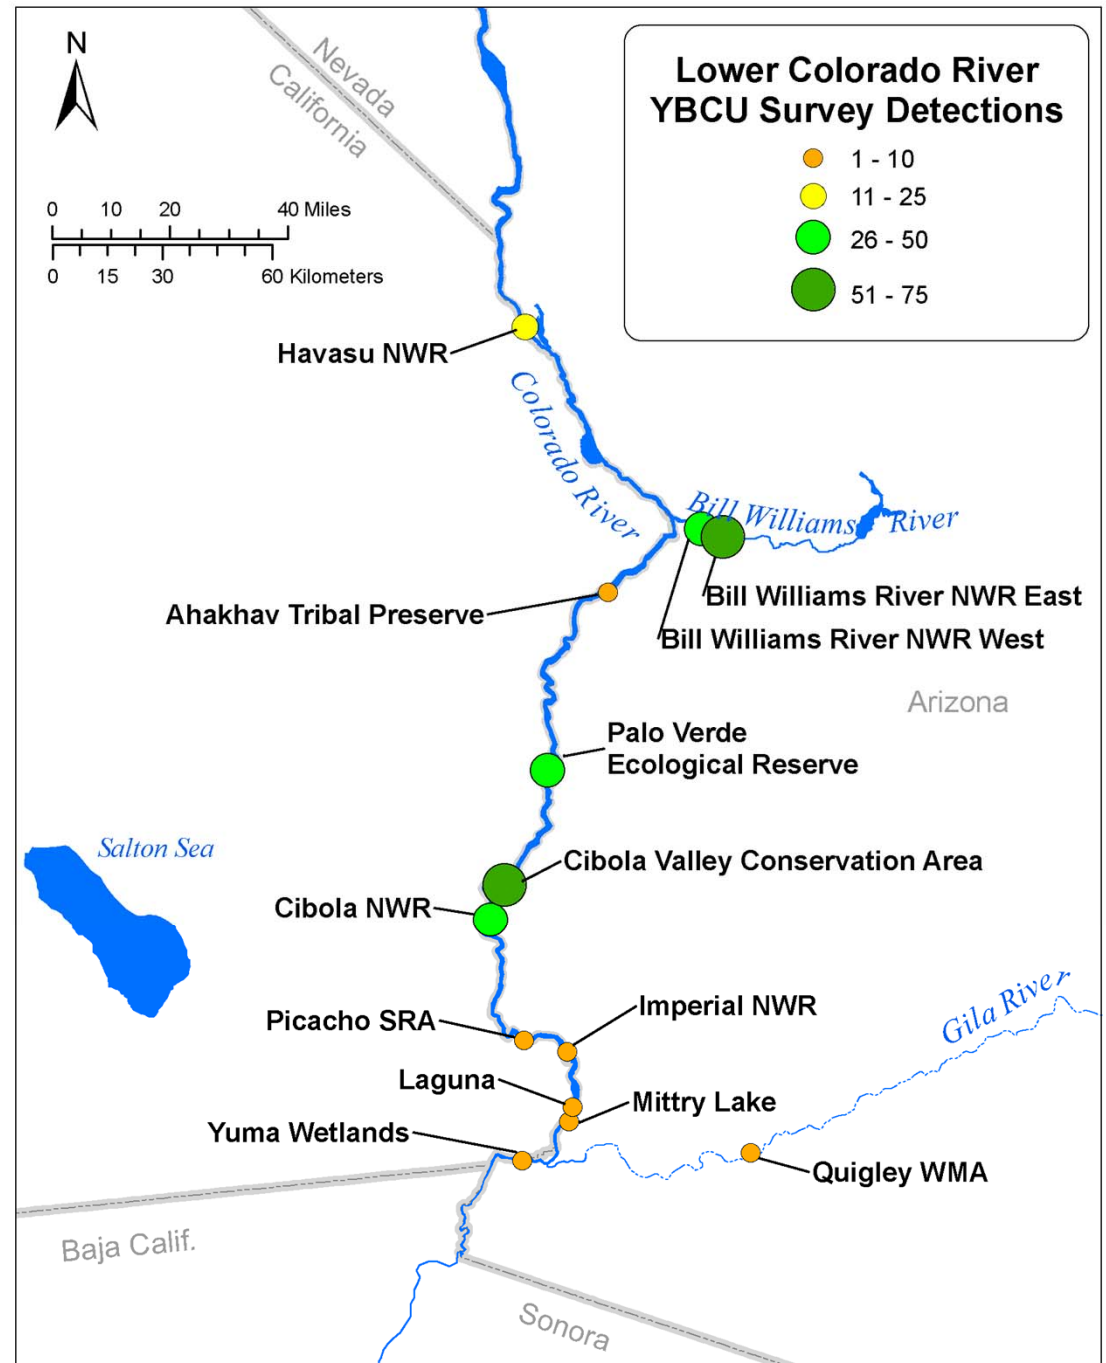 N
Nevada
California
Lower Colorado River
YBCU Survey Detections
1 - 10
11 - 25
26 - 50
51 - 75
0 10 20 40 Miles
0 15 30 60 Kilometers
Havasu NWR
Colorado River
Bill Williams River
Bill Williams River NWR East
Ahakhav Tribal Preserve
Bill Williams River NWR West
Arizona
Palo Verde
Ecological Reserve
Salton Sea
Cibola Valley Conservation Area
Cibola NWR
Gila River
Imperial NWR
Picacho SRA
Laguna
Mittry Lake
Yuma Wetlands
Quigley WMA
Baja Calif.
Sonora